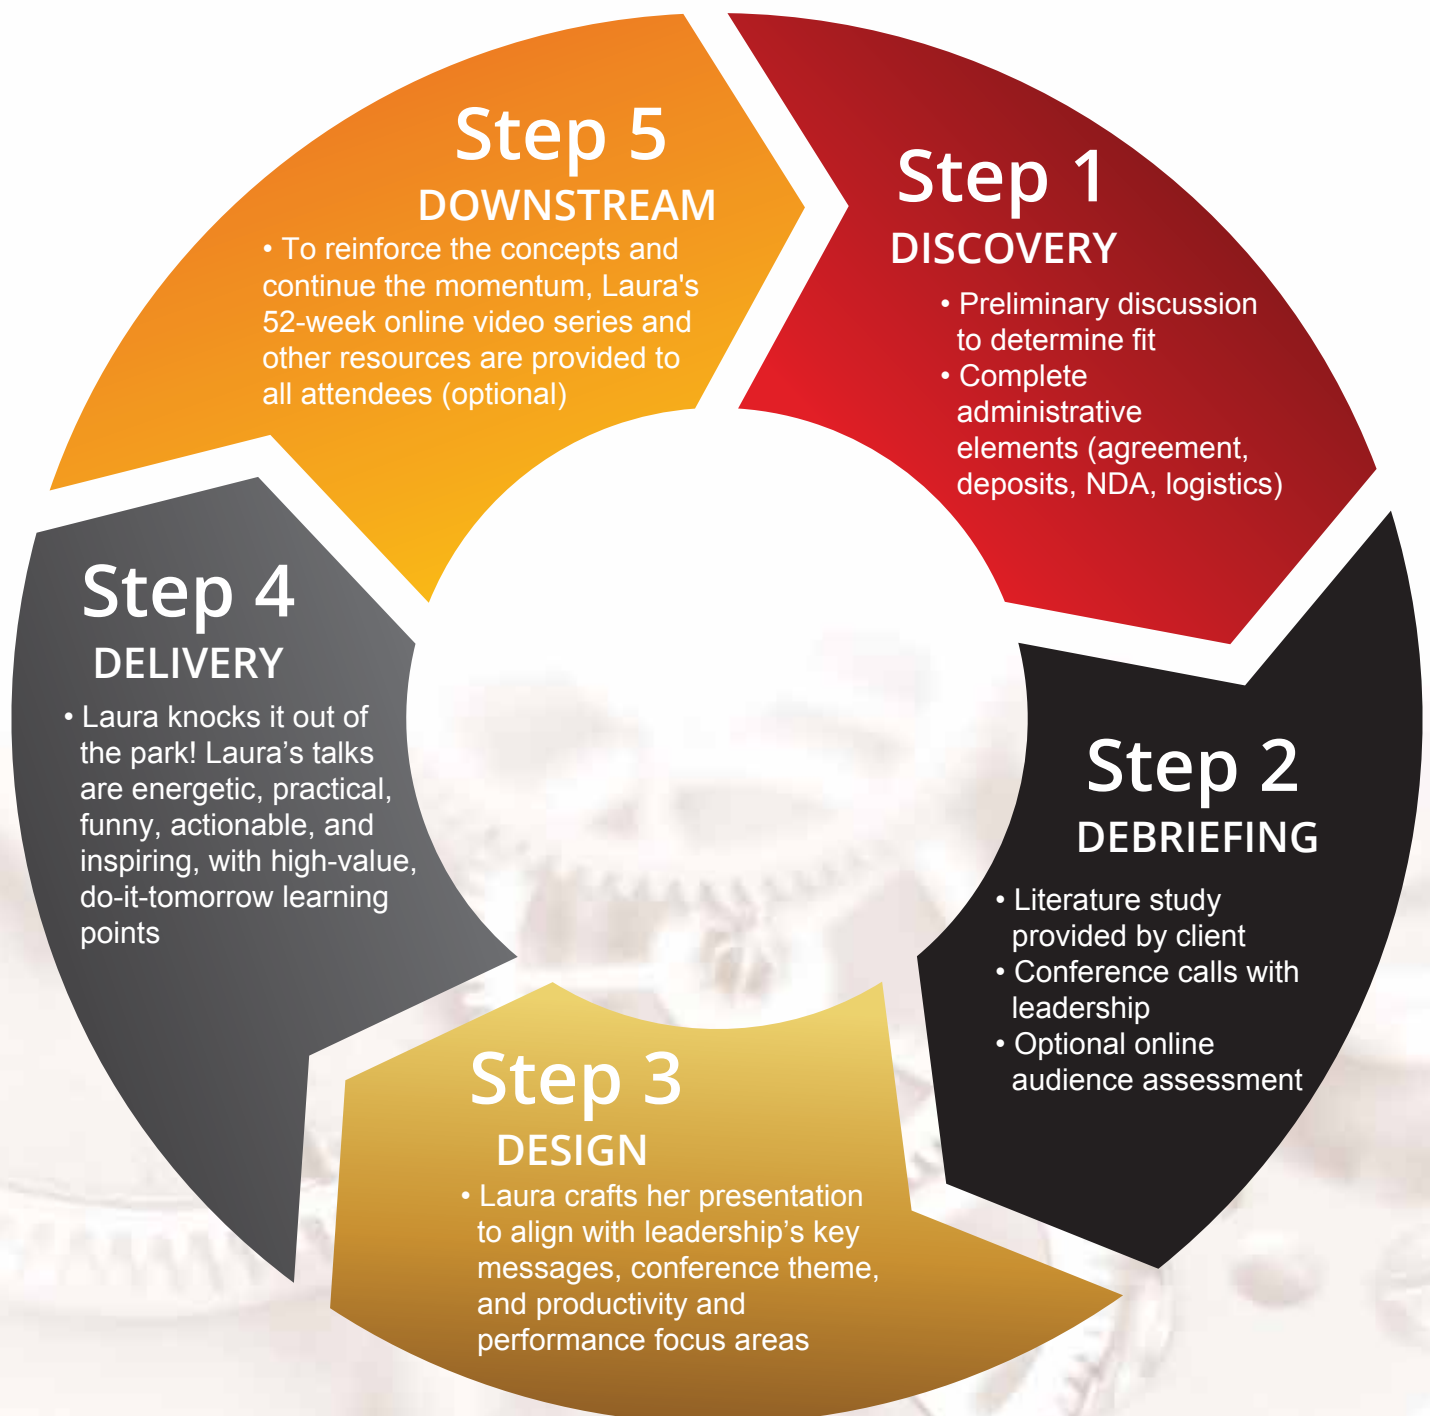 Step 1
DISCOVERY
• Preliminary discussion
to determine fit
• Complete
administrative
elements (agreement,
deposits, NDA, logistics)
Step 2
DEBRIEFING
• Literature study
provided by client
• Conference calls with
leadership
• Optional online
audience assessment
Step 3
DESIGN
• Laura crafts her presentation
to align with leadership’s key
messages, conference theme,
and productivity and
performance focus areas
Step 4
DELIVERY
• Laura knocks it out of
the park! Laura’s talks
are energetic, practical,
funny, actionable, and
inspiring, with high-value,
do-it-tomorrow learning
points
Step 5
DOWNSTREAM
• To reinforce the concepts and
continue the momentum, Laura's
52-week online video series and
other resources are provided to
all attendees (optional)